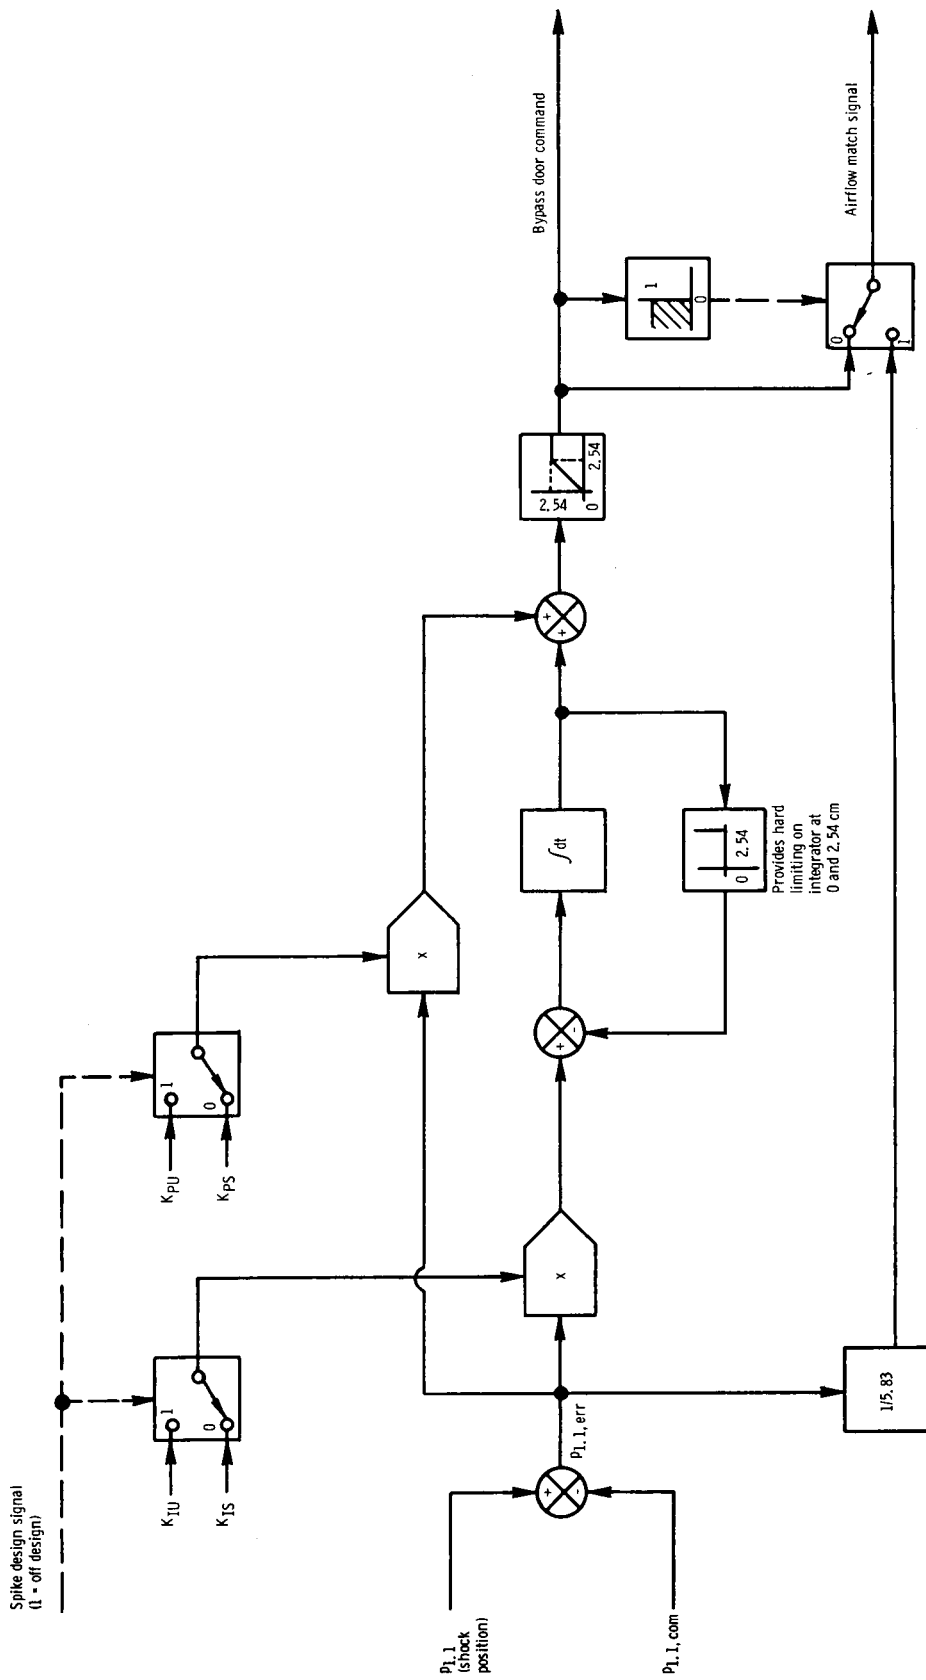 Spike design signal
(1 = off design)
K_IU
1
K_IS
0
K_PU
1
K_PS
0
x
x
p_1.1
(shock
position)
+
-
p_1.1, com
p_1.1, err
+
-
∫dt
0
2.54
Provides hard
limiting on
integrator at
0 and 2.54 cm
+
+
2.54
0
2.54
Bypass door command
1
0
0
1
Airflow match signal
1/5.83